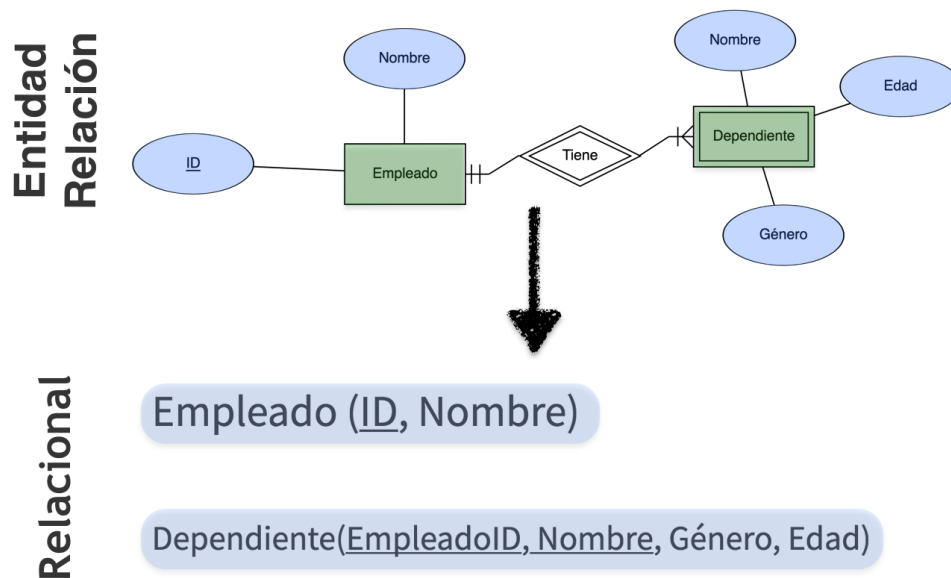 Entidad
Relación
Nombre
ID
Empleado
Tiene
Nombre
Edad
Dependiente
Género
Relacional
Empleado (ID, Nombre)
Dependiente(EmpleadoID, Nombre, Género, Edad)